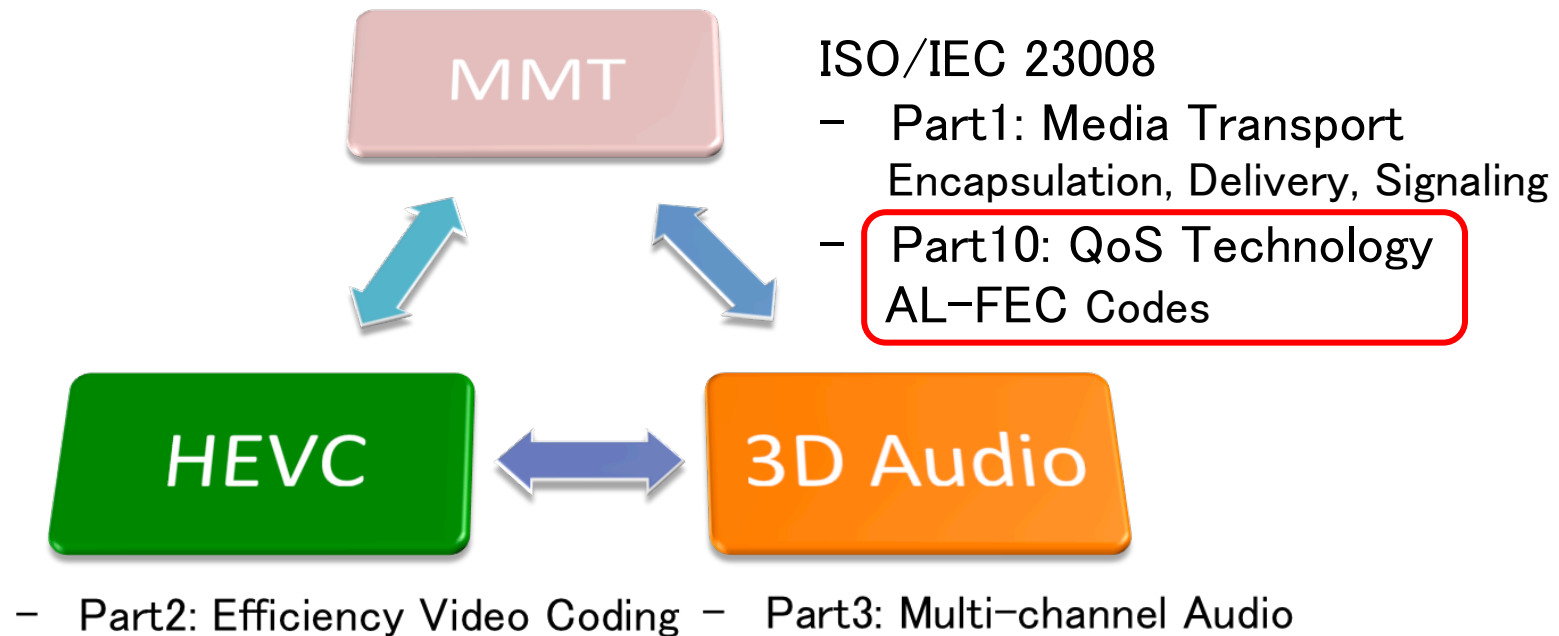 MMT
ISO/IEC 23008
- Part1: Media Transport
Encapsulation, Delivery, Signaling
- Part10: QoS Technology
AL-FEC Codes
HEVC
3D Audio
- Part2: Efficiency Video Coding
- Part3: Multi-channel Audio